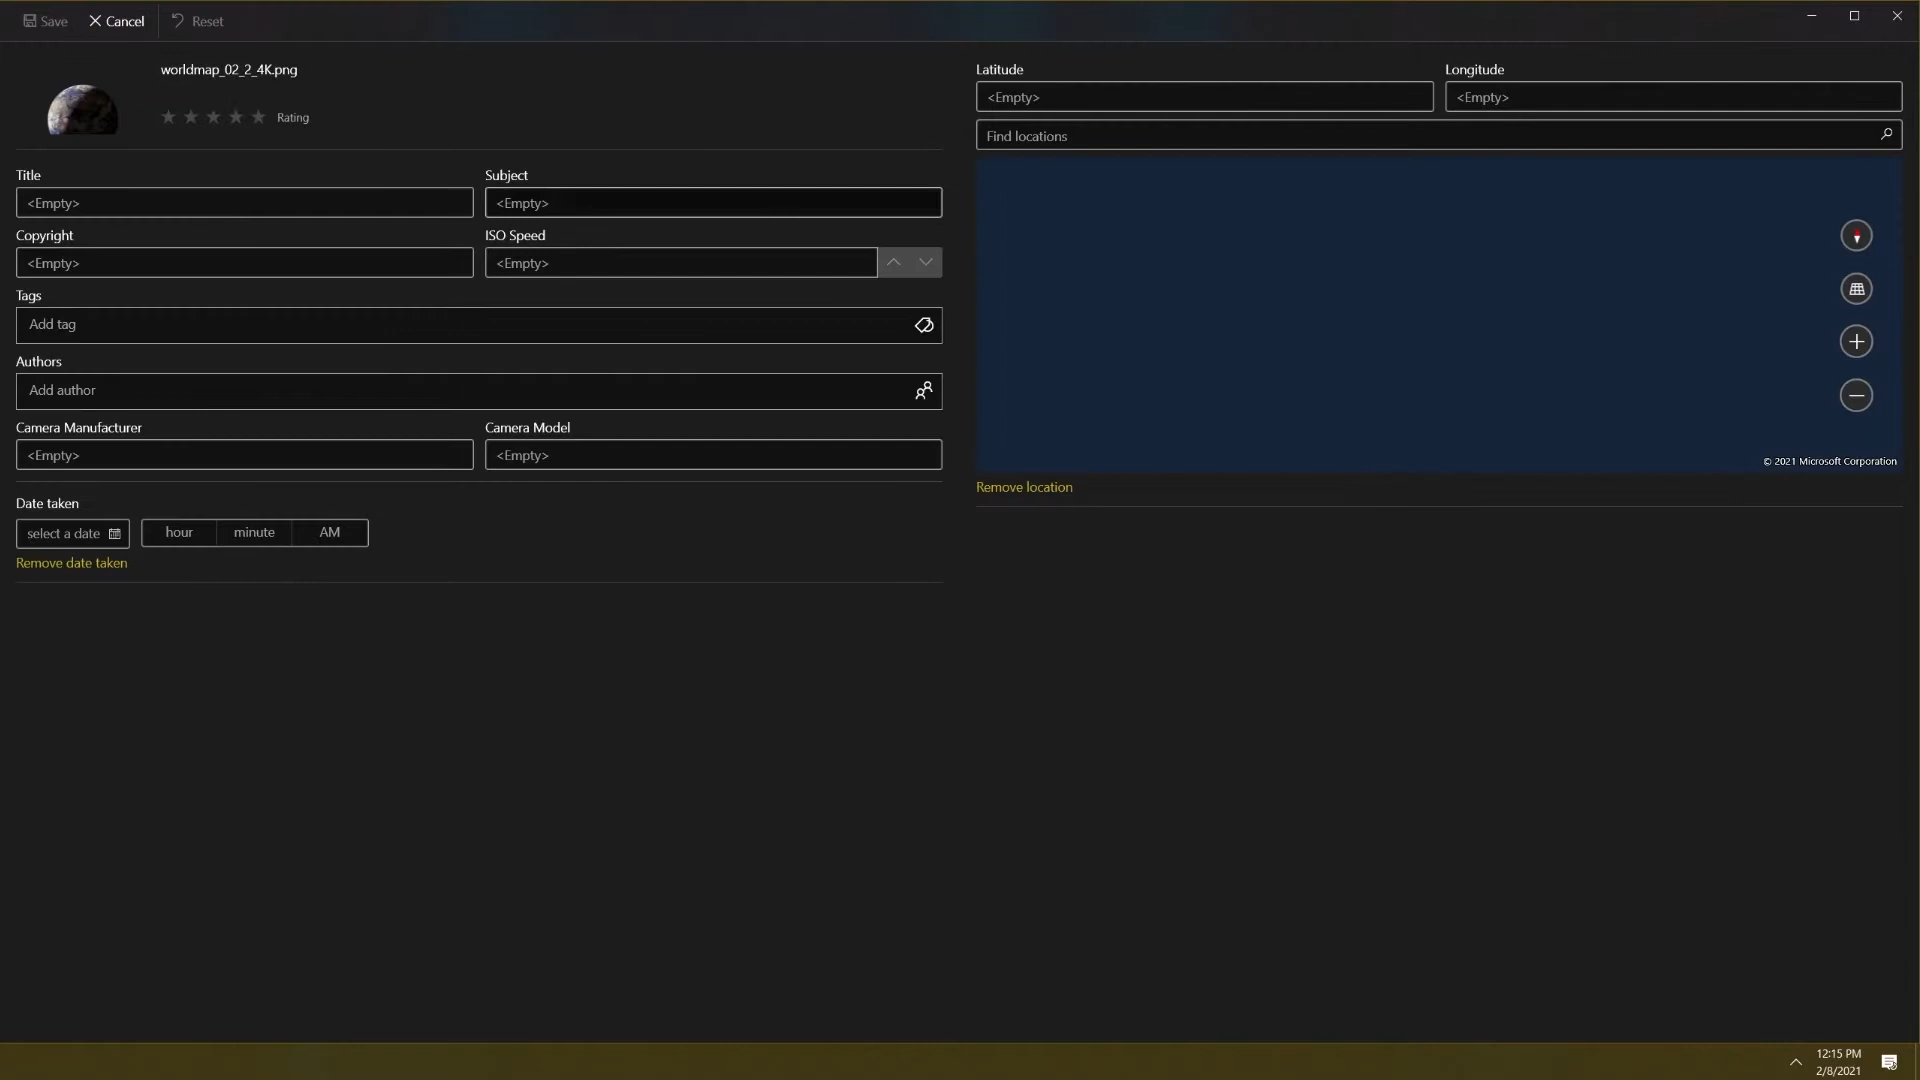 Save Cancel Reset
worldmap_02_2_4K.png
Rating
Title
<Empty>
Subject
<Empty>
Copyright
<Empty>
ISO Speed
<Empty>
Tags
Add tag
Authors
Add author
Camera Manufacturer
<Empty>
Camera Model
<Empty>
Date taken
select a date hour minute AM
Remove date taken
Latitude
<Empty>
Longitude
<Empty>
Find locations
© 2021 Microsoft Corporation
Remove location
12:15 PM
2/8/2021